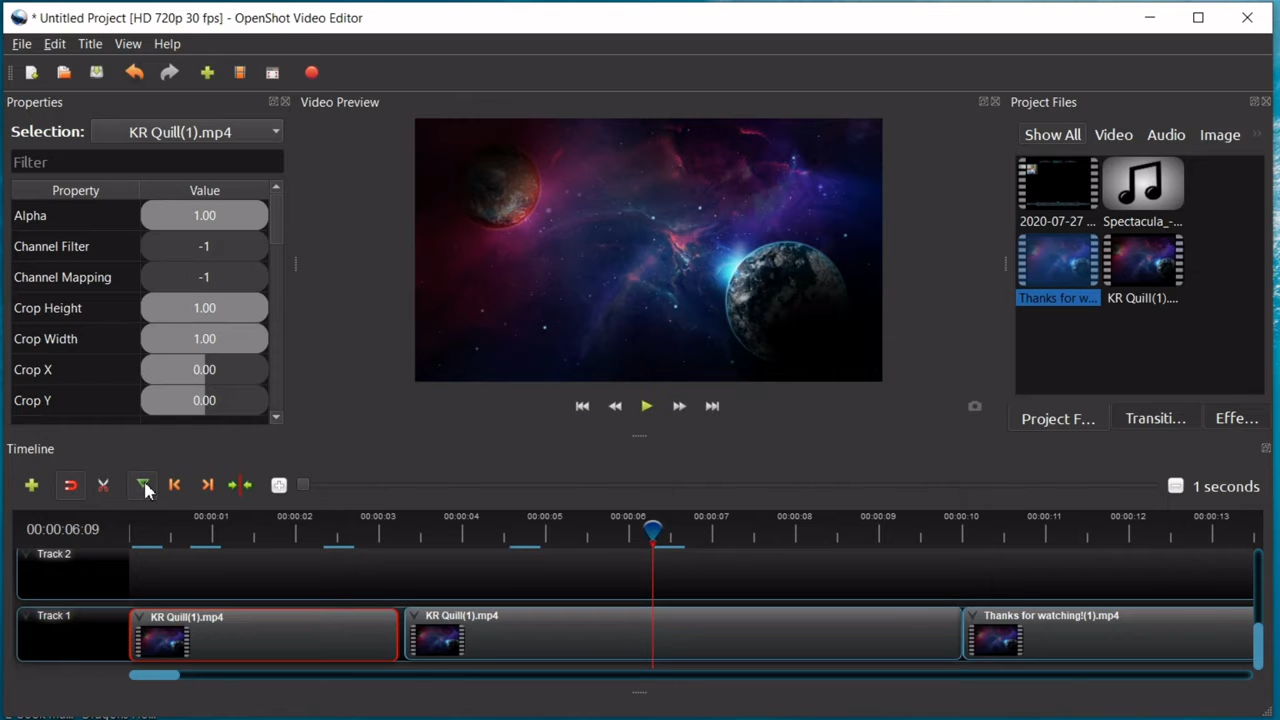 * Untitled Project [HD 720p 30 fps] - OpenShot Video Editor
File Edit Title View Help
Properties
Video Preview
Project Files
Selection: KR Quill(1).mp4
Show All Video Audio Image
Filter
Property Value
Alpha 1.00
Channel Filter -1
Channel Mapping -1
Crop Height 1.00
Crop Width 1.00
Crop X 0.00
Crop Y 0.00
2020-07-27 ... Spectacula_-...
Thanks for w... KR Quill(1)....
Project F... Transiti... Effe...
Timeline
1 seconds
00:00:06:09
00:00:01 00:00:02 00:00:03 00:00:04 00:00:05 00:00:06 00:00:07 00:00:08 00:00:09 00:00:10 00:00:11 00:00:12 00:00:13
Track 2
Track 1
KR Quill(1).mp4
KR Quill(1).mp4
Thanks for watching!(1).mp4